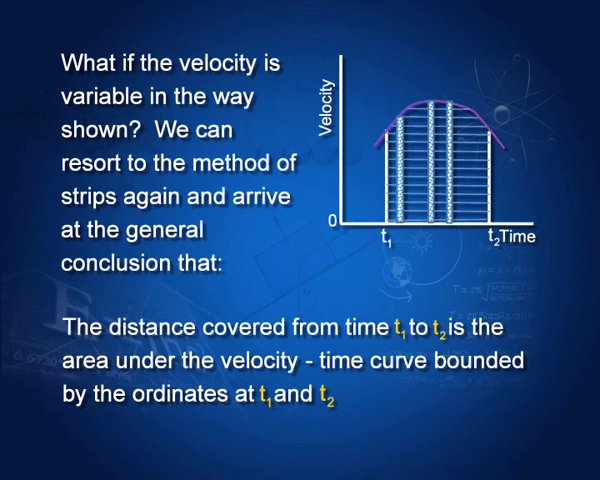 What if the velocity is
variable in the way
shown? We can
resort to the method of
strips again and arrive
at the general
conclusion that:
Velocity
0
t₁
t₂ Time
The distance covered from time t₁ to t₂ is the
area under the velocity - time curve bounded
by the ordinates at t₁ and t₂